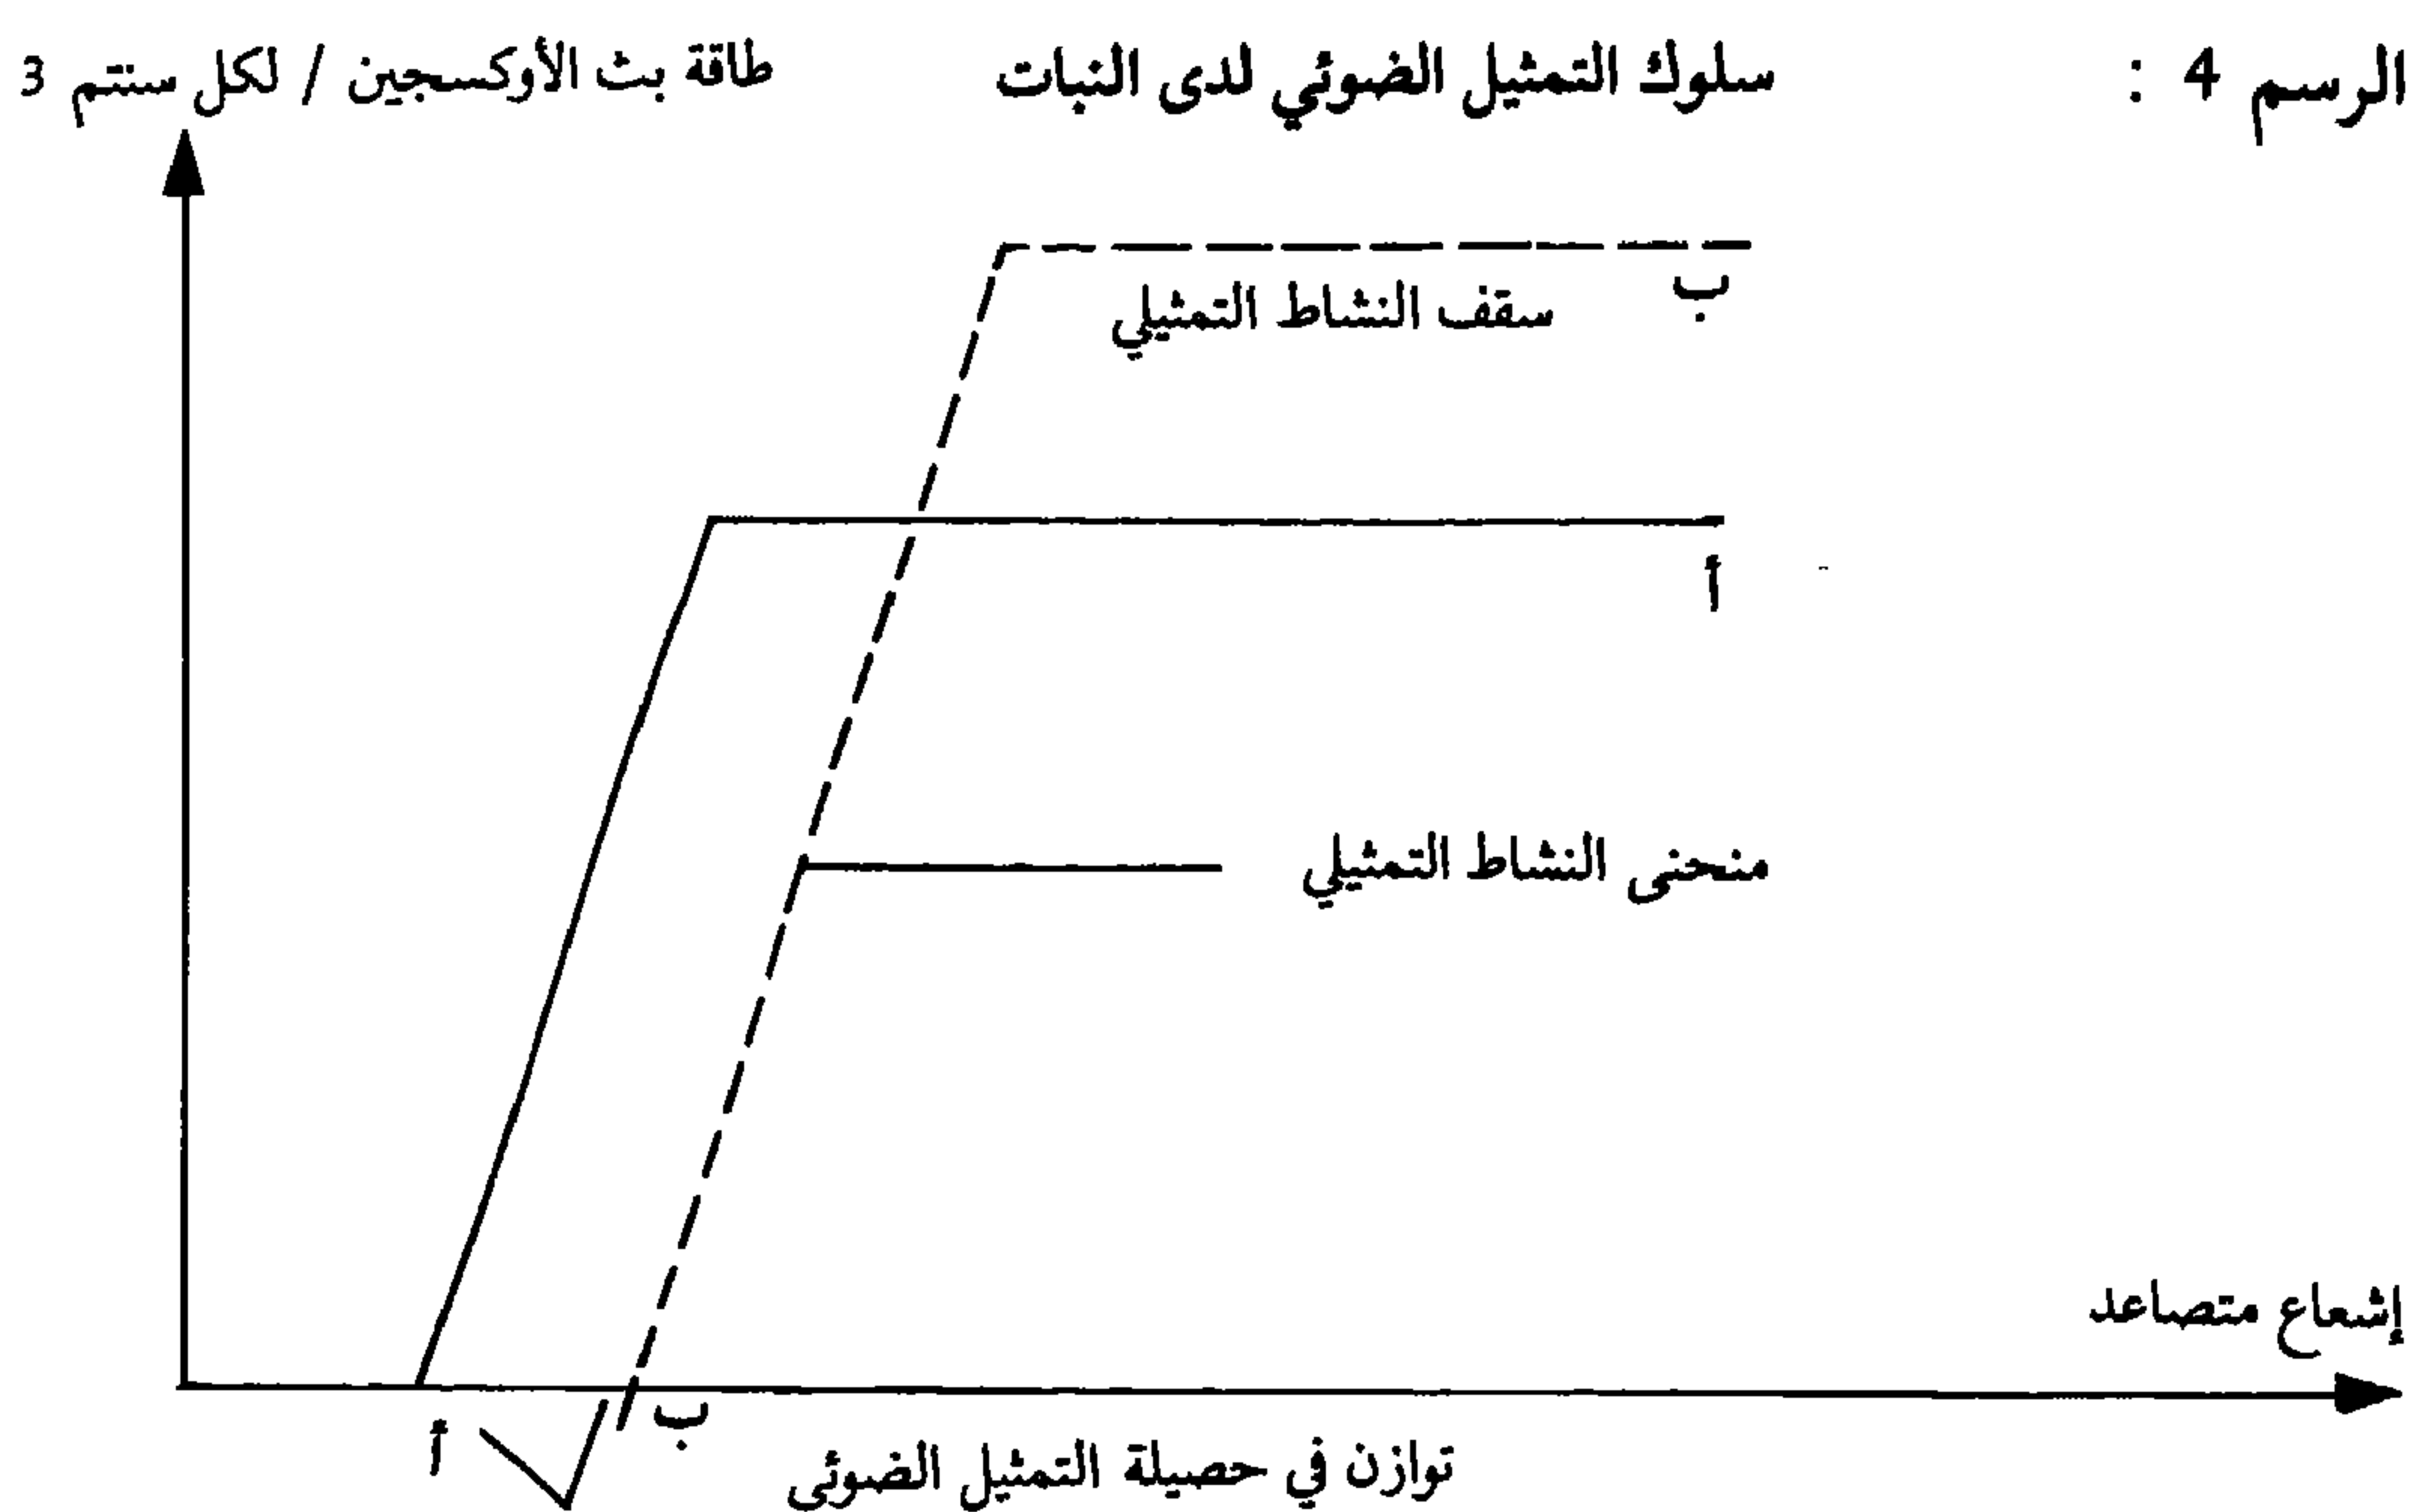 الرسم 4 : سلوك التمثيل الضوئي لدى النبات طاقة بث الأوكسجين / لكل سنتم 3
ب
سقف النشاط التمثيلي
أ
منحنى النشاط التمثيلي
إشعاع متصاعد
ب
أ
توازن في حصيلة التمثيل الضوئي